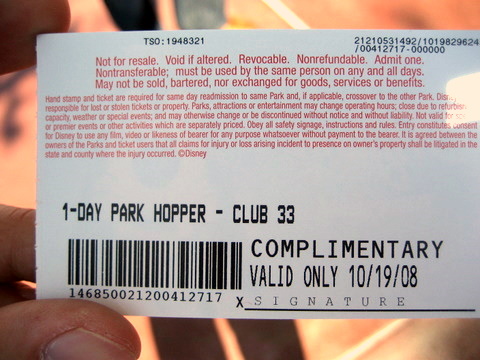 TSO:1948321
21210531492/1019829624
/00412717-000000
Not for resale. Void if altered. Revocable. Nonrefundable. Admit one.
Nontransferable; must be used by the same person on any and all days.
May not be sold, bartered, nor exchanged for goods, services or benefits.
Hand stamp and ticket are required for same day readmission to same Park and, if applicable, crossover to the other Park. Disney
responsible for lost or stolen tickets or property. Parks, attractions or entertainment may change operating hours; close due to refurbish
capacity, weather or special events; and may otherwise change or be discontinued without notice and without liability. Not valid for
or premier events or other activities which are separately priced. Obey all safety signage, instructions and rules. Entry constitutes consent
for Disney to use any film, video or likeness of bearer for any purpose whatsoever without payment to the bearer. It is agreed between the
owners of the Parks and ticket users that all claims for injury or loss arising incident to presence on owner's property shall be litigated in the
state and county where the injury occurred. ©Disney
1-DAY PARK HOPPER - CLUB 33
COMPLIMENTARY
VALID ONLY 10/19/08
146850021200412717
X SIGNATURE